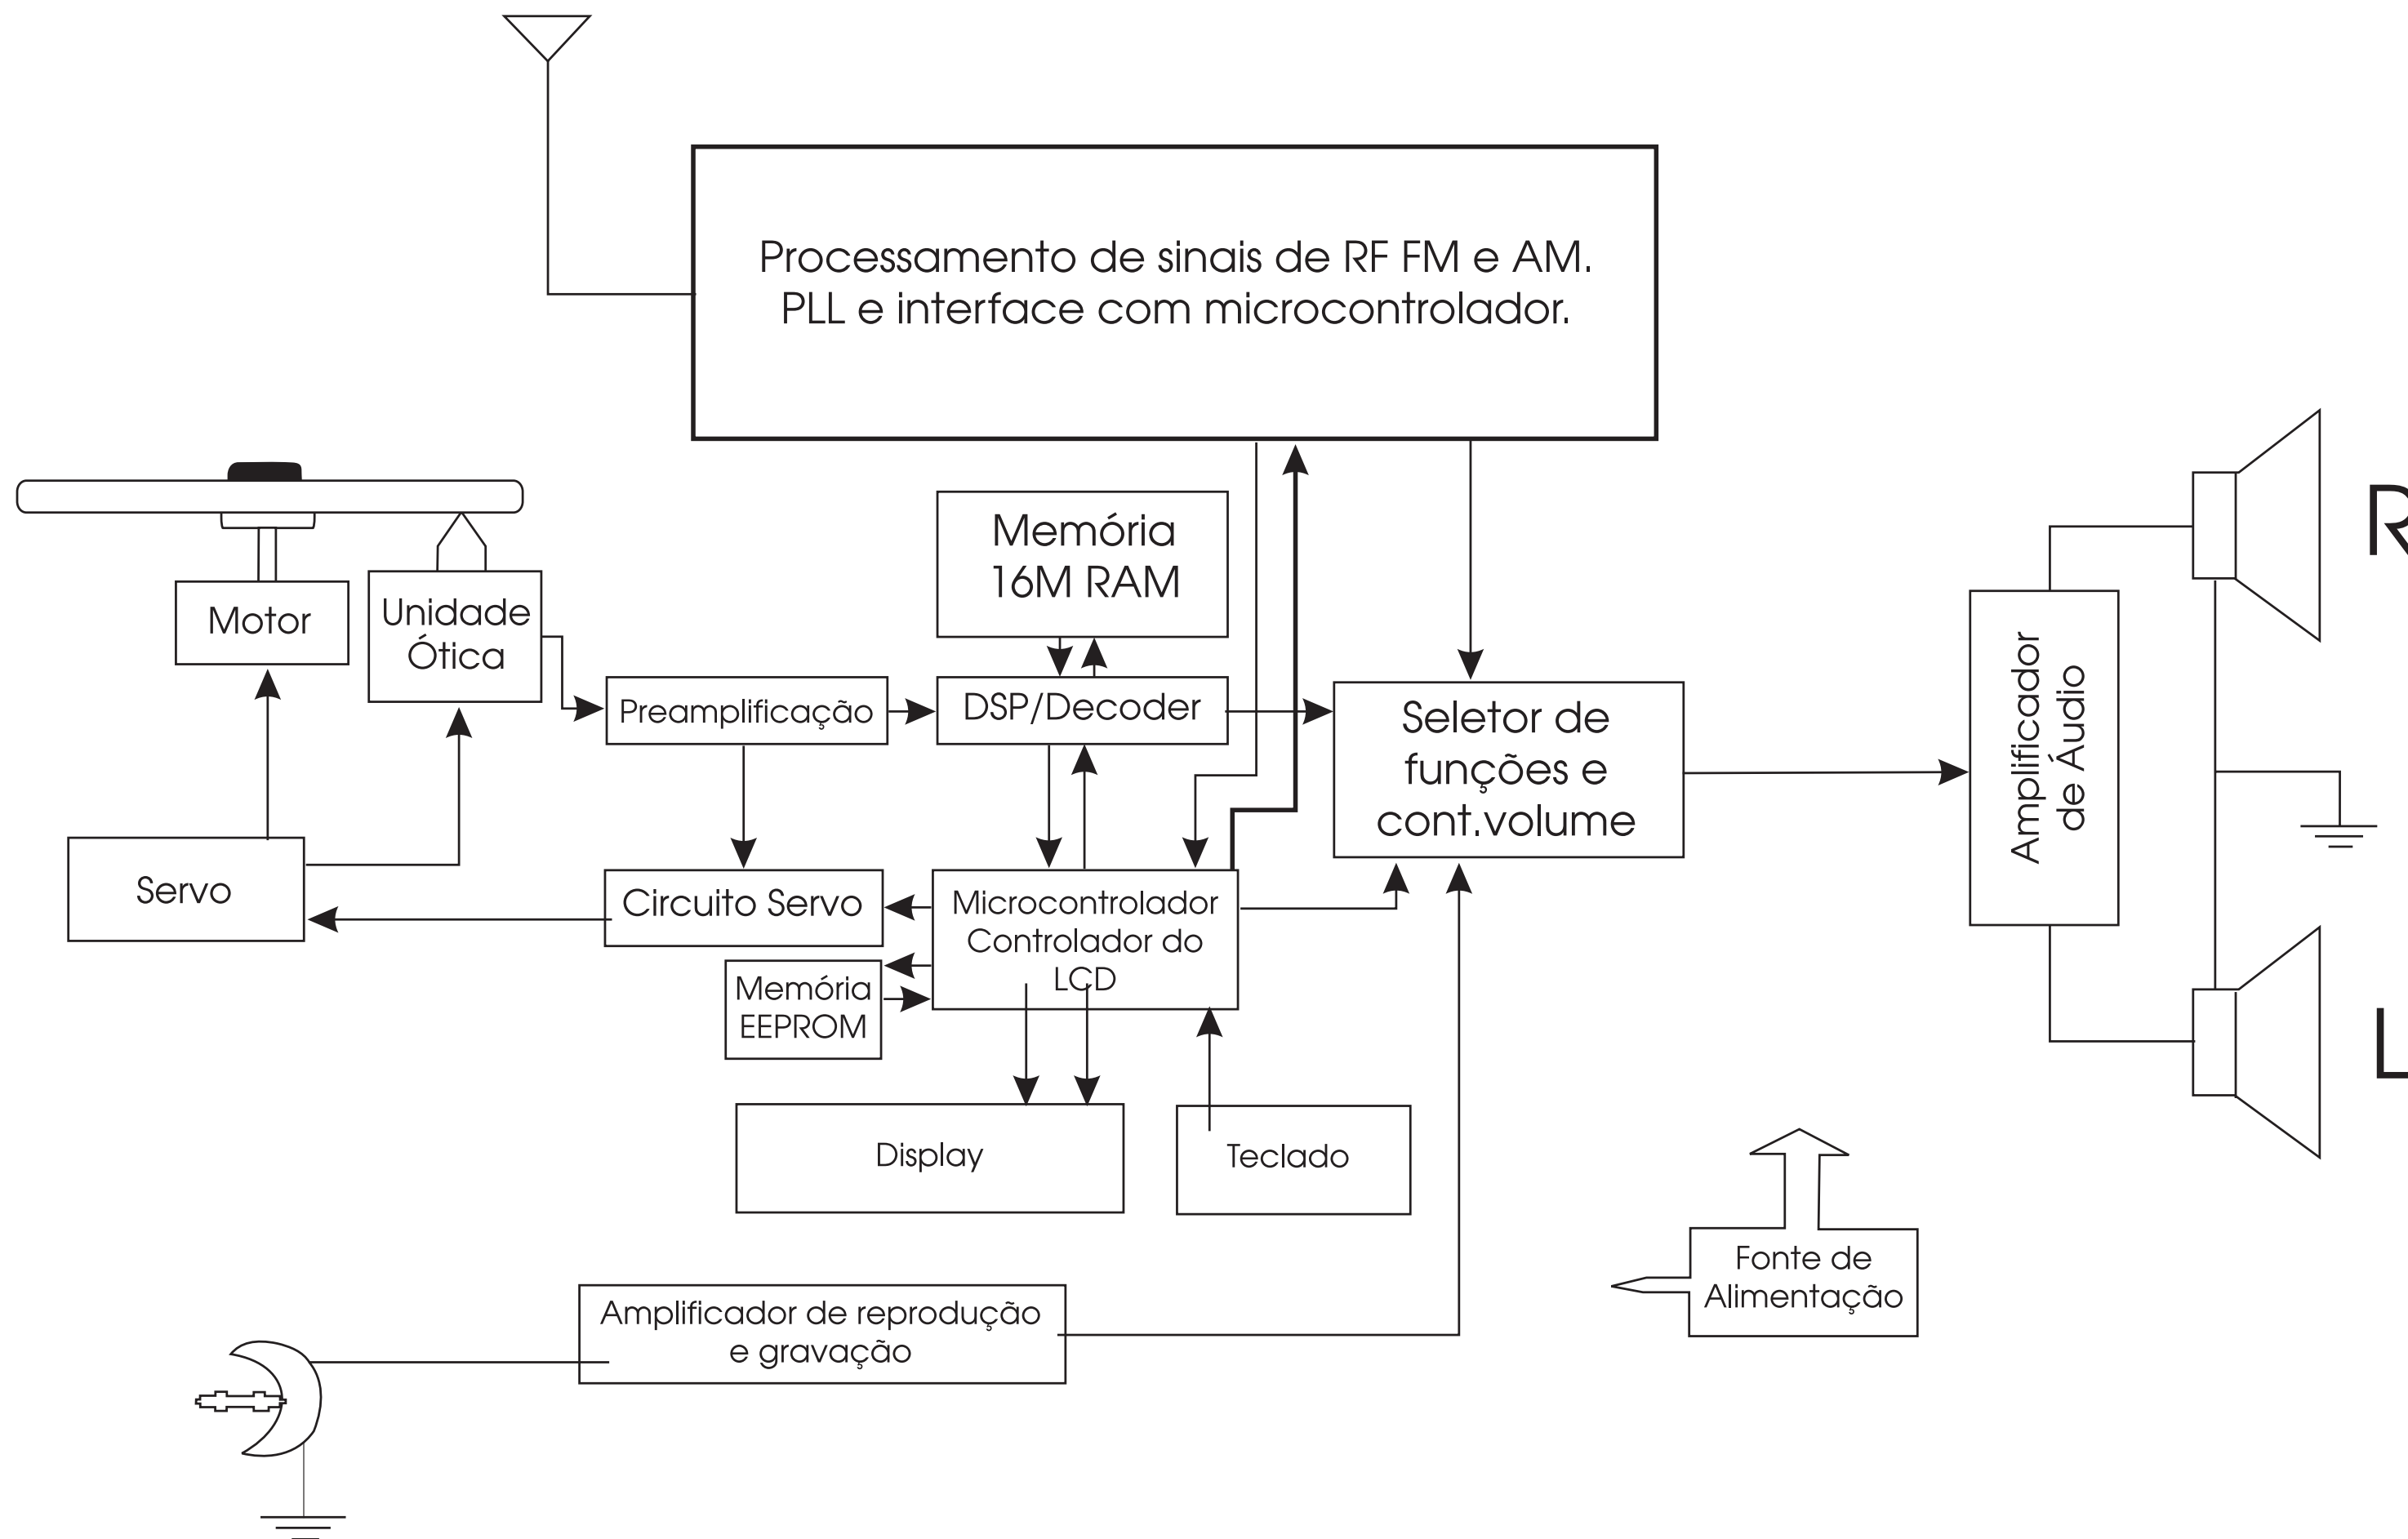 Processamento de sinais de RF FM e AM.
PLL e interface com microcontrolador.
Memória
16M RAM
Motor
Unidade
Ótica
Preamplificação
DSP/Decoder
Seletor de
funções e
cont.volume
Amplificador
de Áudio
R
Servo
Circuito Servo
Microcontrolador
Controlador do
LCD
Memória
EEPROM
L
Display
Teclado
Fonte de
Alimentação
Amplificador de reprodução
e gravação